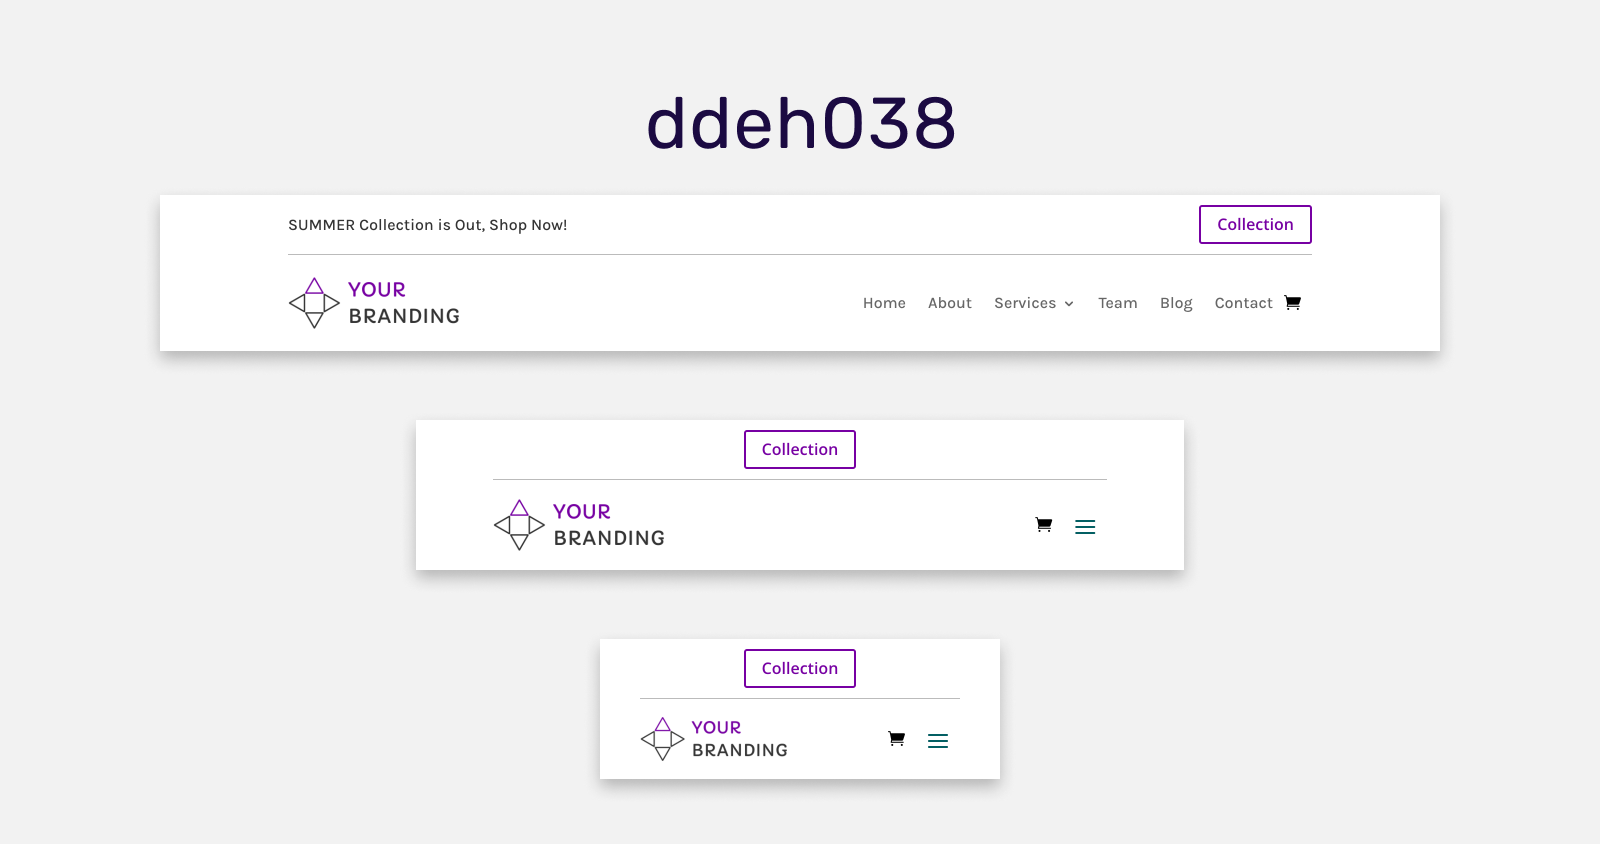 ddeh038
SUMMER Collection is Out, Shop Now!
Collection
YOUR
BRANDING
Home About Services Team Blog Contact
Collection
YOUR
BRANDING
Collection
YOUR
BRANDING